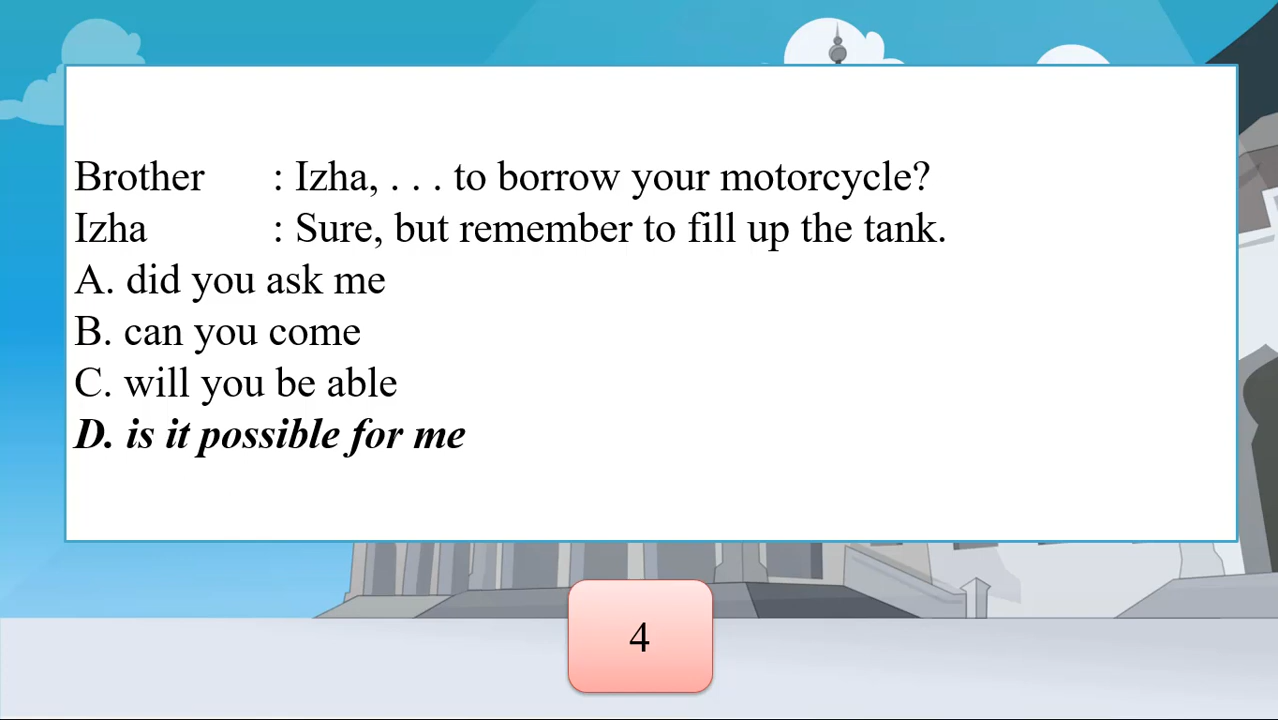 Brother : Izha, . . . to borrow your motorcycle?
Izha : Sure, but remember to fill up the tank.
A. did you ask me
B. can you come
C. will you be able
D. is it possible for me
4